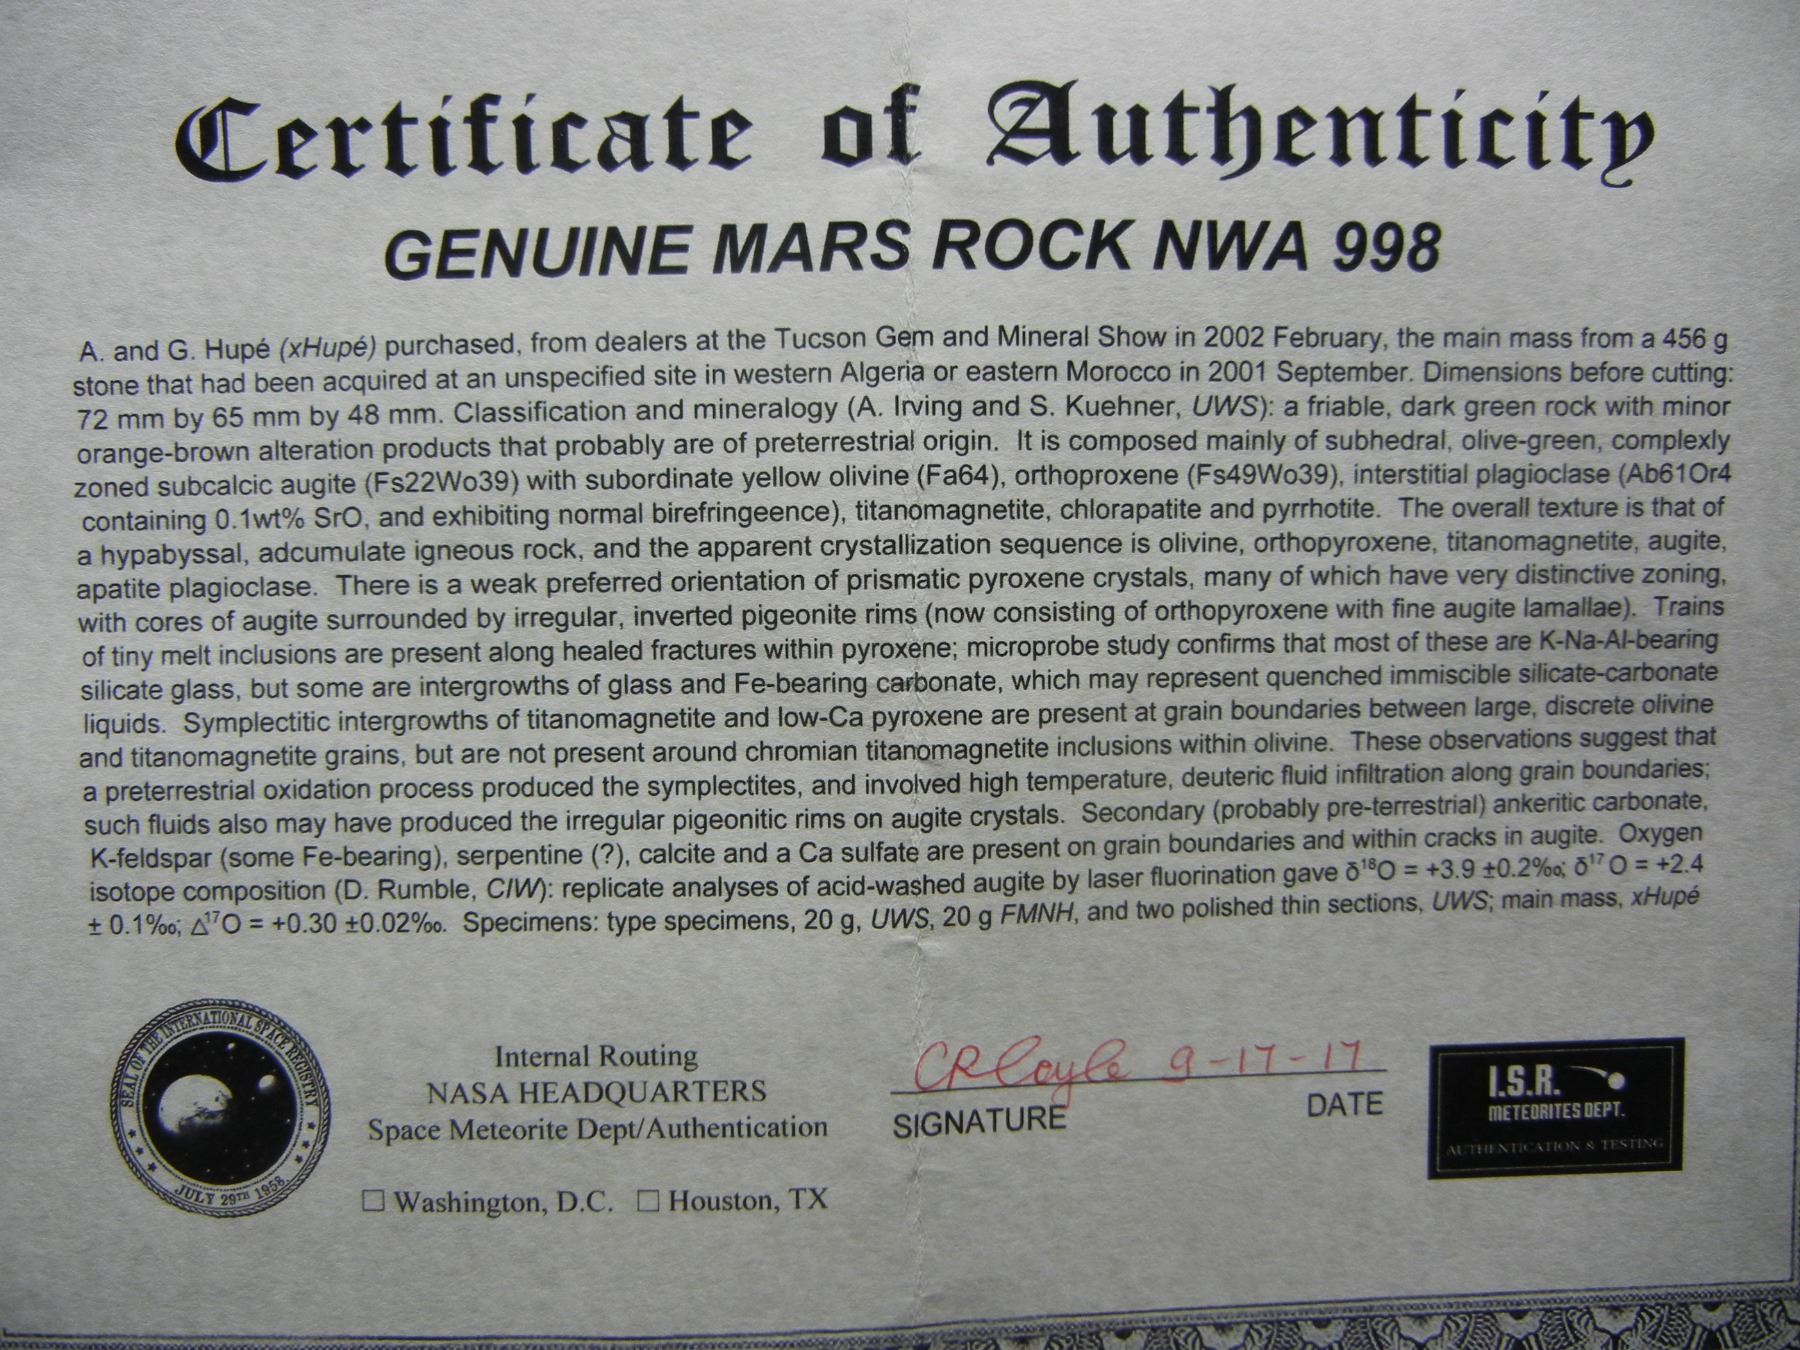 Certificate of Authenticity
GENUINE MARS ROCK NWA 998
A. and G. Hupé (xHupé) purchased, from dealers at the Tucson Gem and Mineral Show in 2002 February, the main mass from a 456 g
stone that had been acquired at an unspecified site in western Algeria or eastern Morocco in 2001 September. Dimensions before cutting:
72 mm by 65 mm by 48 mm. Classification and mineralogy (A. Irving and S. Kuehner, UWS): a friable, dark green rock with minor
orange-brown alteration products that probably are of preterrestrial origin. It is composed mainly of subhedral, olive-green, complexly
zoned subcalcic augite (Fs22Wo39) with subordinate yellow olivine (Fa64), orthoproxene (Fs49Wo39), interstitial plagioclase (Ab61Or4
containing 0.1wt% SrO, and exhibiting normal birefringeence), titanomagnetite, chlorapatite and pyrrhotite. The overall texture is that of
a hypabyssal, adcumulate igneous rock, and the apparent crystallization sequence is olivine, orthopyroxene, titanomagnetite, augite,
apatite plagioclase. There is a weak preferred orientation of prismatic pyroxene crystals, many of which have very distinctive zoning,
with cores of augite surrounded by irregular, inverted pigeonite rims (now consisting of orthopyroxene with fine augite lamallae). Trains
of tiny melt inclusions are present along healed fractures within pyroxene; microprobe study confirms that most of these are K-Na-Al-bearing
silicate glass, but some are intergrowths of glass and Fe-bearing carbonate, which may represent quenched immiscible silicate-carbonate
liquids. Symplectitic intergrowths of titanomagnetite and low-Ca pyroxene are present at grain boundaries between large, discrete olivine
and titanomagnetite grains, but are not present around chromian titanomagnetite inclusions within olivine. These observations suggest that
a preterrestrial oxidation process produced the symplectites, and involved high temperature, deuteric fluid infiltration along grain boundaries;
such fluids also may have produced the irregular pigeonitic rims on augite crystals. Secondary (probably pre-terrestrial) ankeritic carbonate,
K-feldspar (some Fe-bearing), serpentine (?), calcite and a Ca sulfate are present on grain boundaries and within cracks in augite. Oxygen
isotope composition (D. Rumble, CIW): replicate analyses of acid-washed augite by laser fluorination gave δ¹⁸O = +3.9 ±0.2‰; δ¹⁷ O = +2.4
± 0.1‰; Δ¹⁷O = +0.30 ±0.02‰. Specimens: type specimens, 20 g, UWS, 20 g FMNH, and two polished thin sections, UWS; main mass, xHupé
SEAL OF THE INTERNATIONAL SPACE REGISTRY
JULY 29TH 1958
Internal Routing
NASA HEADQUARTERS
Space Meteorite Dept/Authentication
☐ Washington, D.C. ☐ Houston, TX
CRCoyle 9-17-17
SIGNATURE DATE
I.S.R.
METEORITES DEPT.
AUTHENTICATION & TESTING